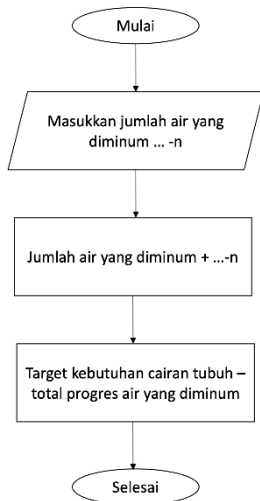 Mulai
Masukkan jumlah air yang
diminum ... -n
Jumlah air yang diminum + ...-n
Target kebutuhan cairan tubuh –
total progres air yang diminum
Selesai